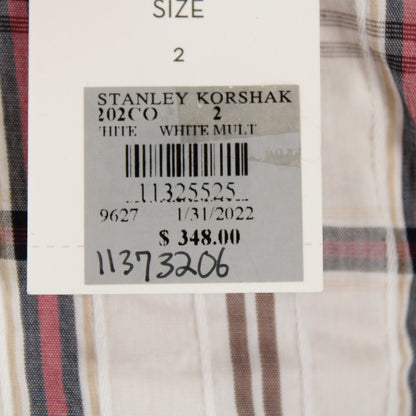 SIZE
2
STANLEY KORSHAK
202CO 2
HITE WHITE MULT
11325525
9627 1/31/2022
$ 348.00
11373206